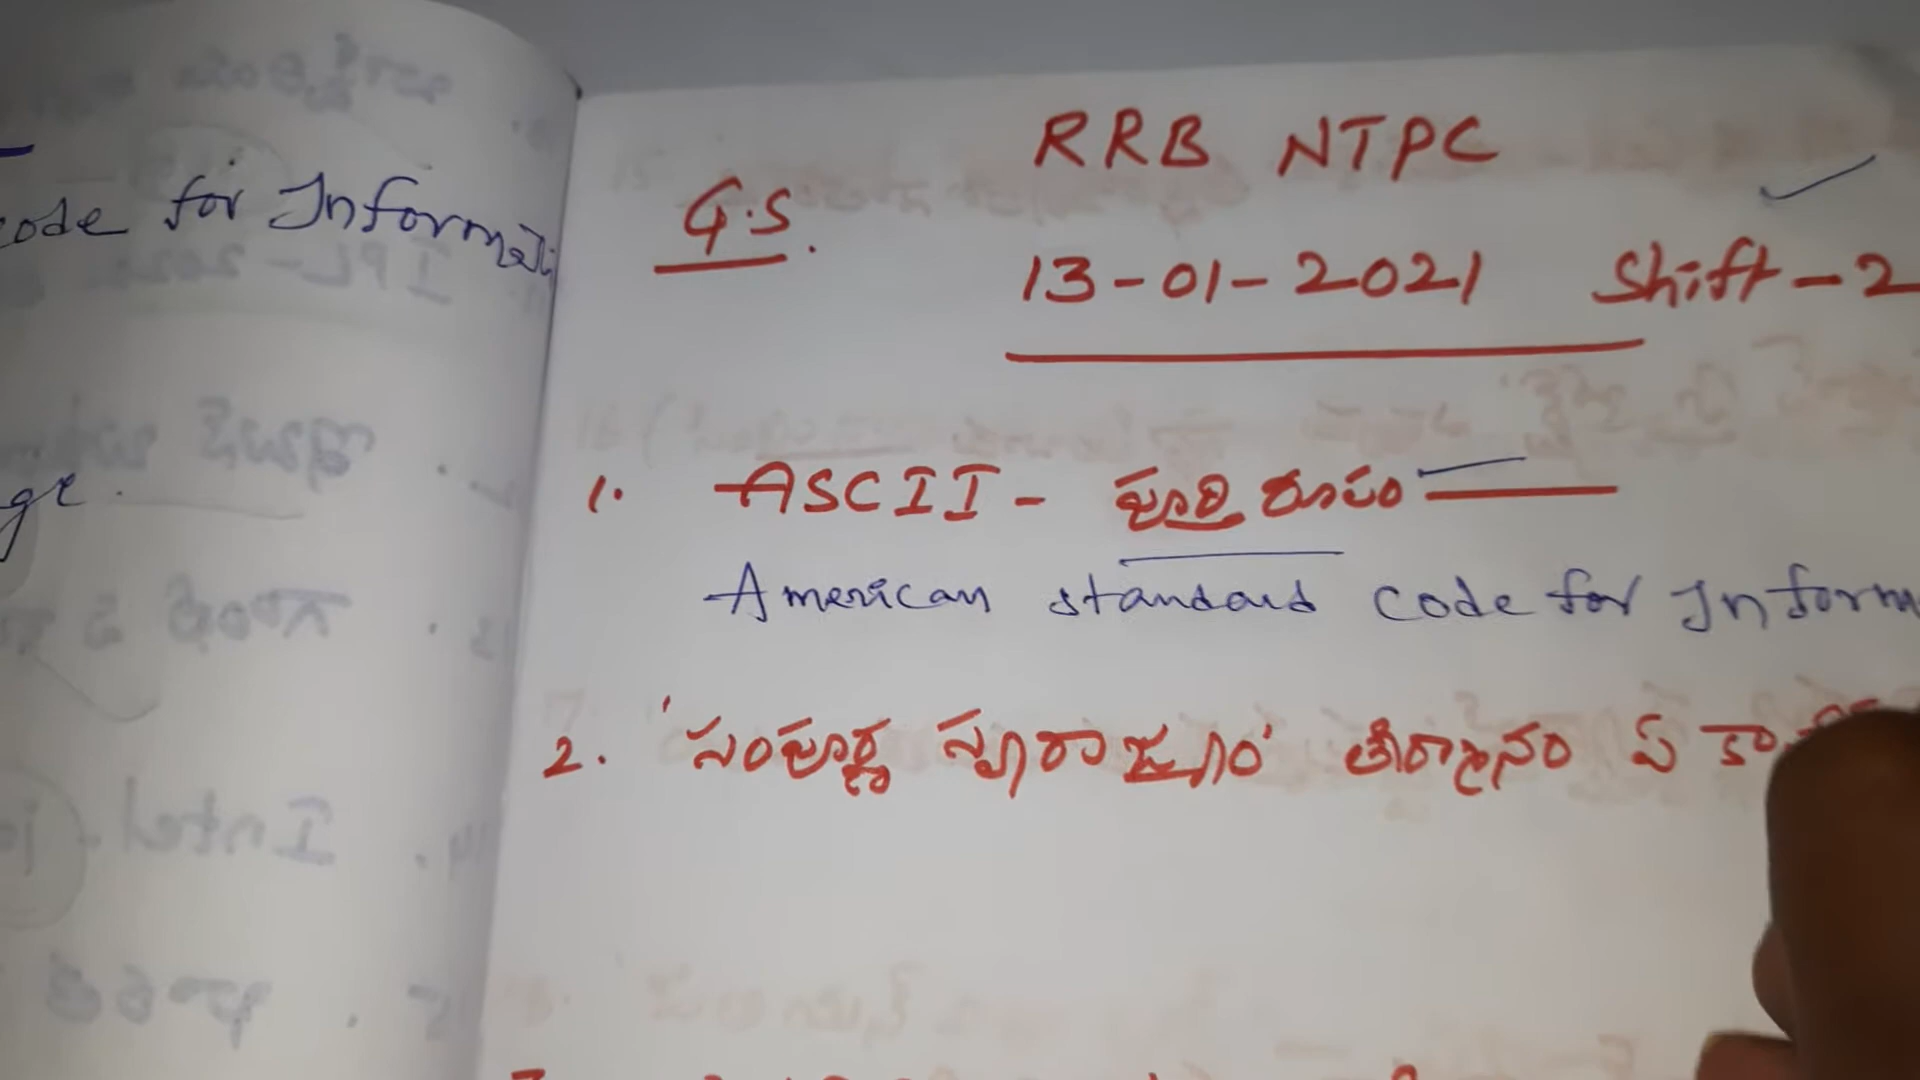 code for Informati
ge.
RRB NTPC
G.S.
13-01-2021 Shift-2
1. ASCII - పూర్తి రూపం
American standard code for Inform
2. 'సంపూర్ణ స్వరాజ్యం' తీర్మానం ఏ